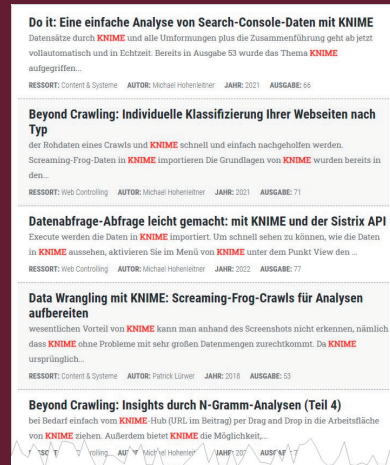 Do it: Eine einfache Analyse von Search-Console-Daten mit KNIME
Datensätze durch KNIME und alle Umformungen plus die Zusammenführung geht ab jetzt
vollautomatisch und in Echtzeit. Bereits in Ausgabe 53 wurde das Thema KNIME
aufgegriffen...
RESSORT: Content & Systeme AUTOR: Michael Hohenleitner JAHR: 2021 AUSGABE: 66
Beyond Crawling: Individuelle Klassifizierung Ihrer Webseiten nach
Typ
der Rohdaten eines Crawls und KNIME schnell und einfach nachgeholfen werden.
Screaming-Frog-Daten in KNIME importieren Die Grundlagen von KNIME wurden bereits in
den...
RESSORT: Web Controlling AUTOR: Michael Hohenleitner JAHR: 2021 AUSGABE: 71
Datenabfrage-Abfrage leicht gemacht: mit KNIME und der Sistrix API
Execute werden die Daten in KNIME importiert. Um schnell sehen zu können, wie die Daten
in KNIME aussehen, aktivieren Sie im Menü von KNIME unter dem Punkt View den ...
RESSORT: Web Controlling AUTOR: Michael Hohenleitner JAHR: 2022 AUSGABE: 77
Data Wrangling mit KNIME: Screaming-Frog-Crawls für Analysen
aufbereiten
wesentlichen Vorteil von KNIME kann man anhand des Screenshots nicht erkennen, nämlich
dass KNIME ohne Probleme mit sehr großen Datenmengen zurechtkommt. Da KNIME
ursprünglich...
RESSORT: Content & Systeme AUTOR: Patrick Lürwer JAHR: 2018 AUSGABE: 53
Beyond Crawling: Insights durch N-Gramm-Analysen (Teil 4)
bei Bedarf einfach vom KNIME-Hub (URL im Beitrag) per Drag and Drop in die Arbeitsfläche
von KNIME ziehen. Außerdem bietet KNIME die Möglichkeit,...